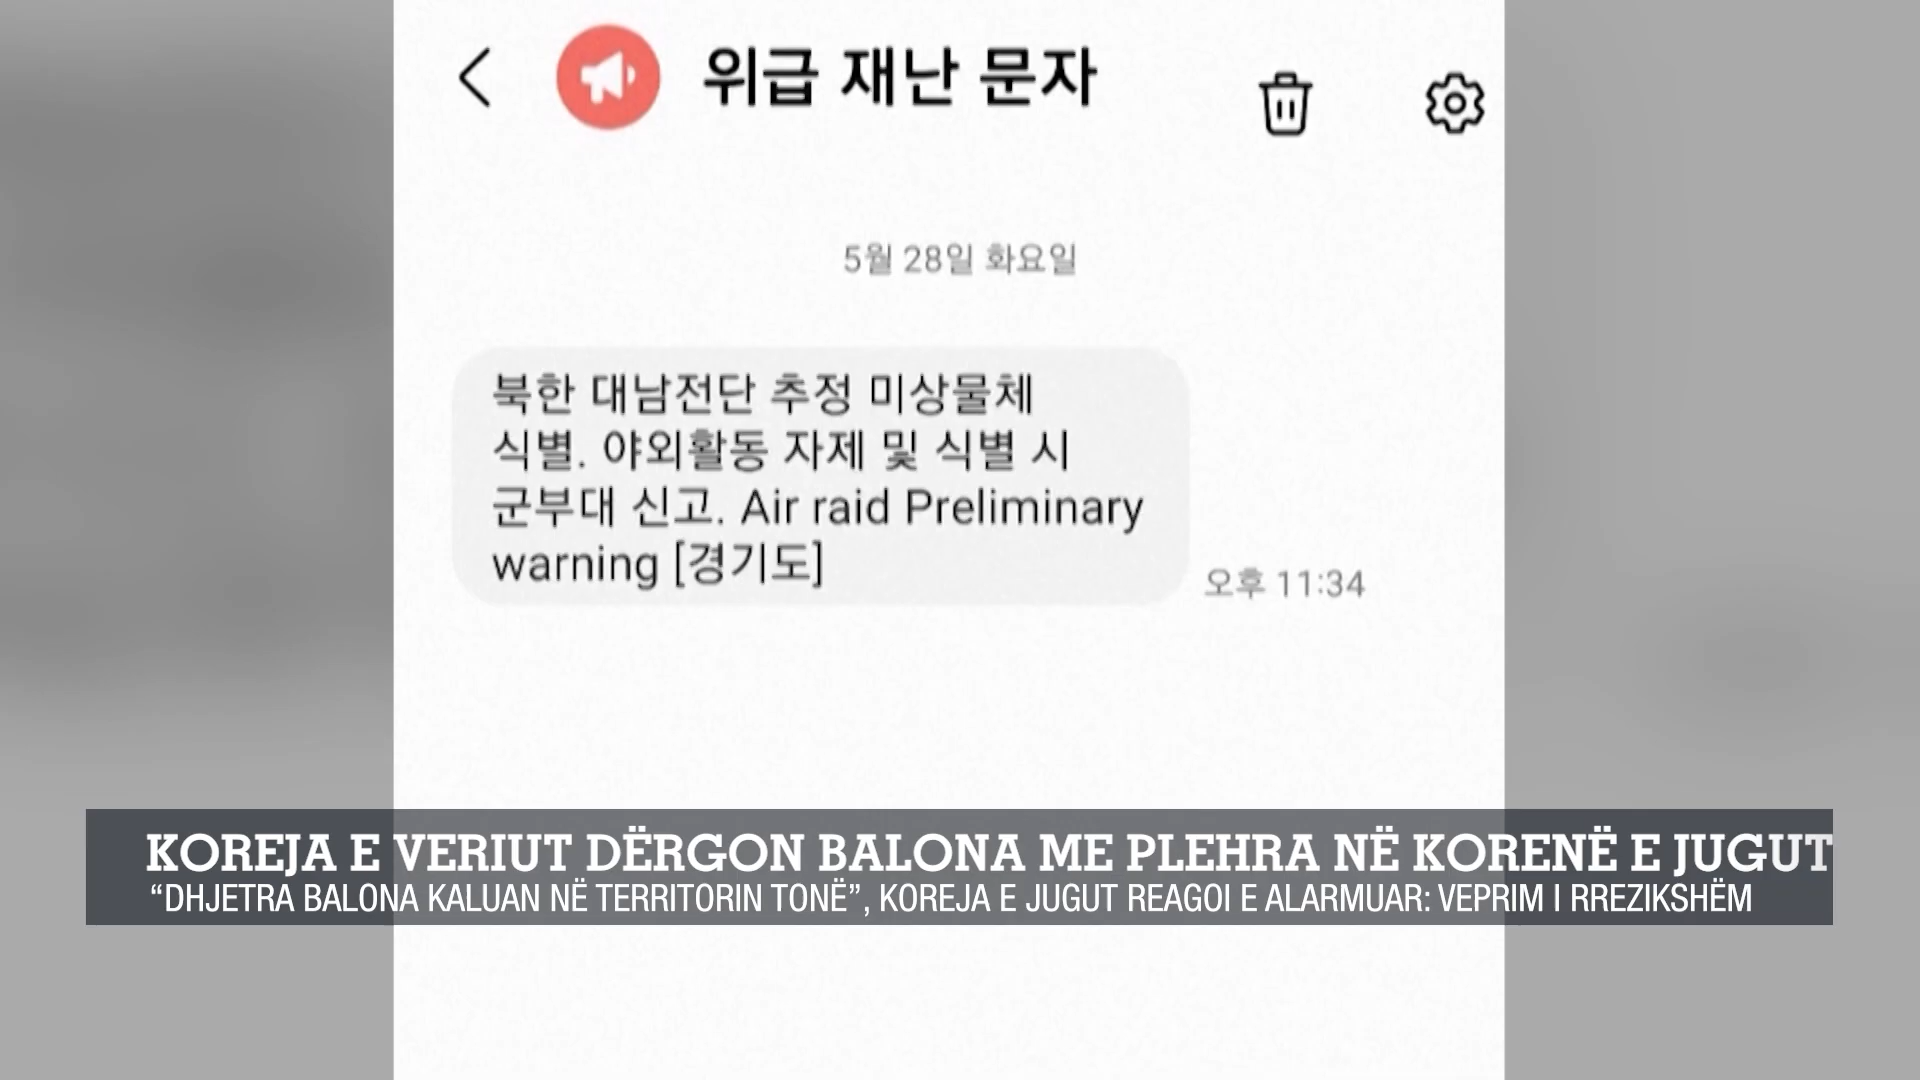 위급 재난 문자
5월 28일 화요일
북한 대남전단 추정 미상물체
식별. 야외활동 자제 및 식별 시
군부대 신고. Air raid Preliminary
warning [경기도]
오후 11:34
KOREJA E VERIUT DËRGON BALONA ME PLEHRA NË KORENË E JUGUT
“DHJETRA BALONA KALUAN NË TERRITORIN TONË”, KOREJA E JUGUT REAGOI E ALARMUAR: VEPRIM I RREZIKSHËM